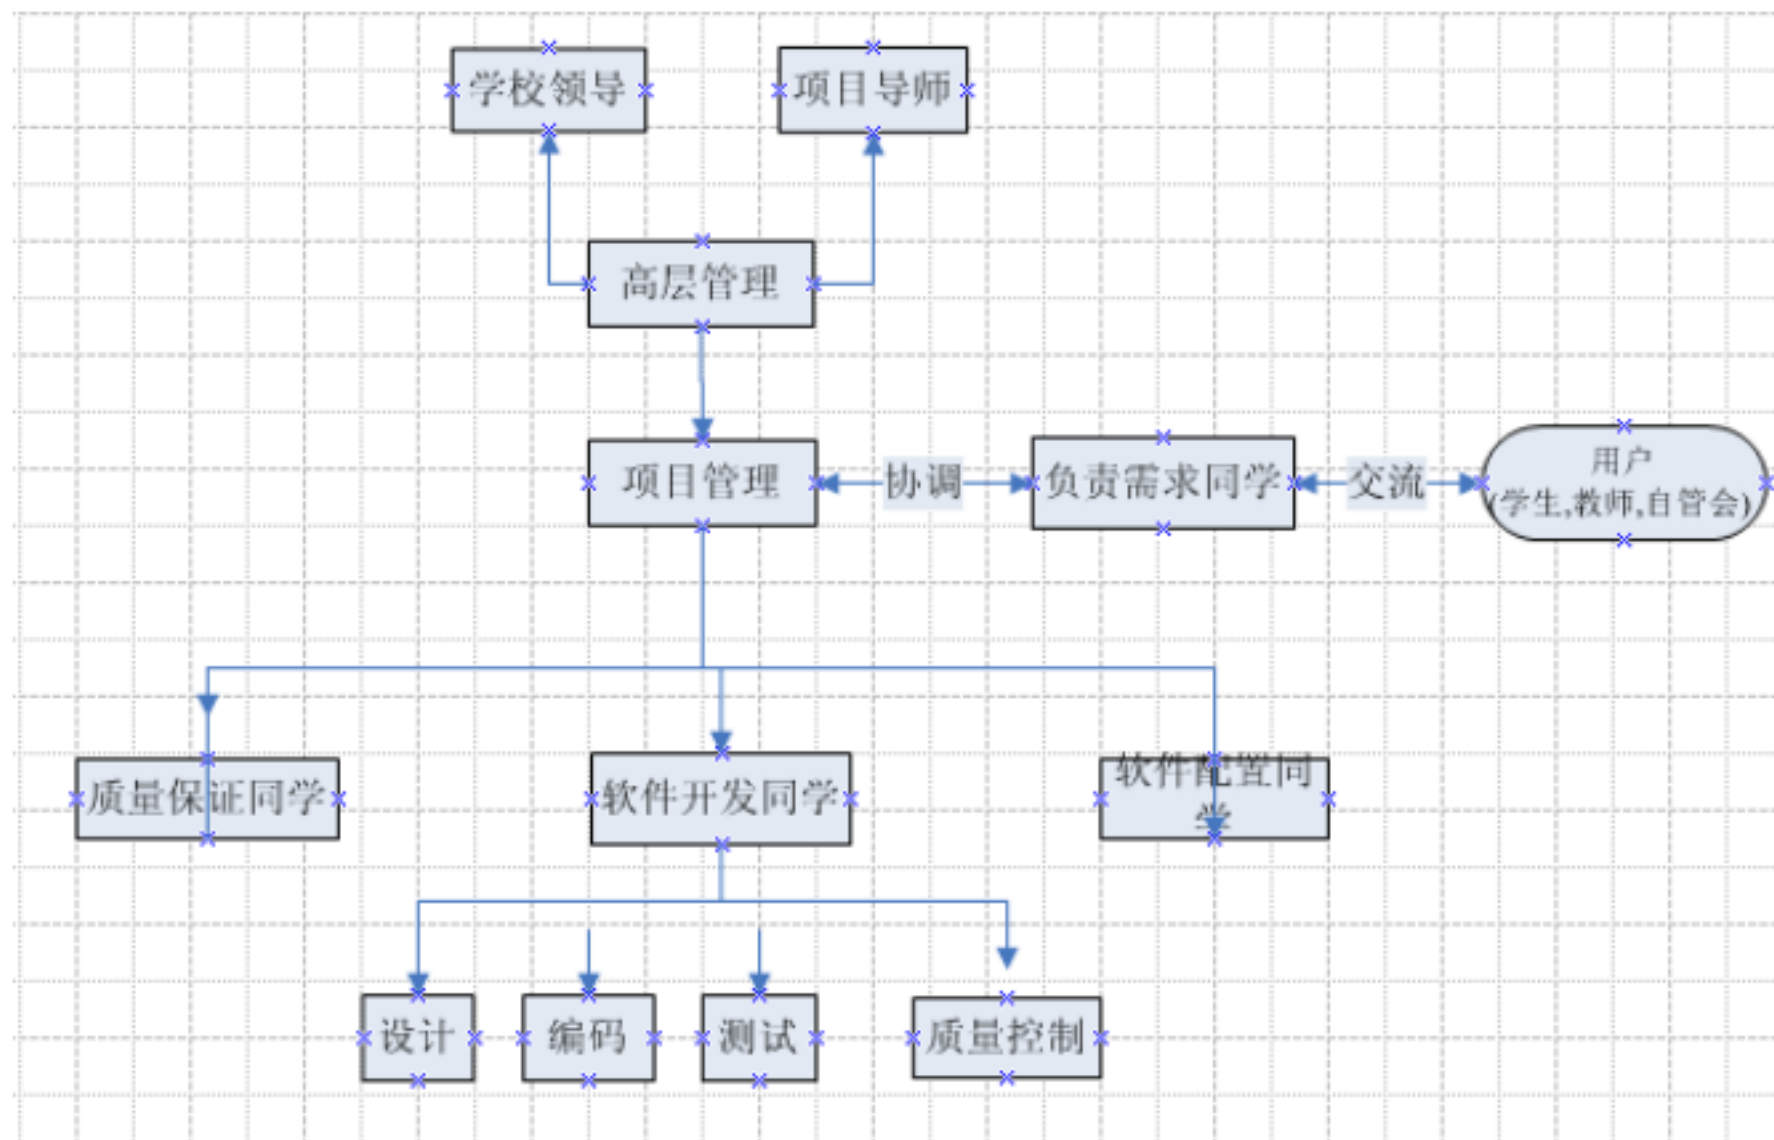 学校领导
项目导师
高层管理
项目管理
协调
负责需求同学
交流
用户
(学生,教师,自管会)
质量保证同学
软件开发同学
软件配置同
学
设计
编码
测试
质量控制